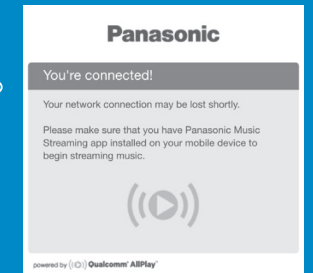 Panasonic
You're connected!
Your network connection may be lost shortly.
Please make sure that you have Panasonic Music
Streaming app installed on your mobile device to
begin streaming music.
powered by Qualcomm® AllPlay™